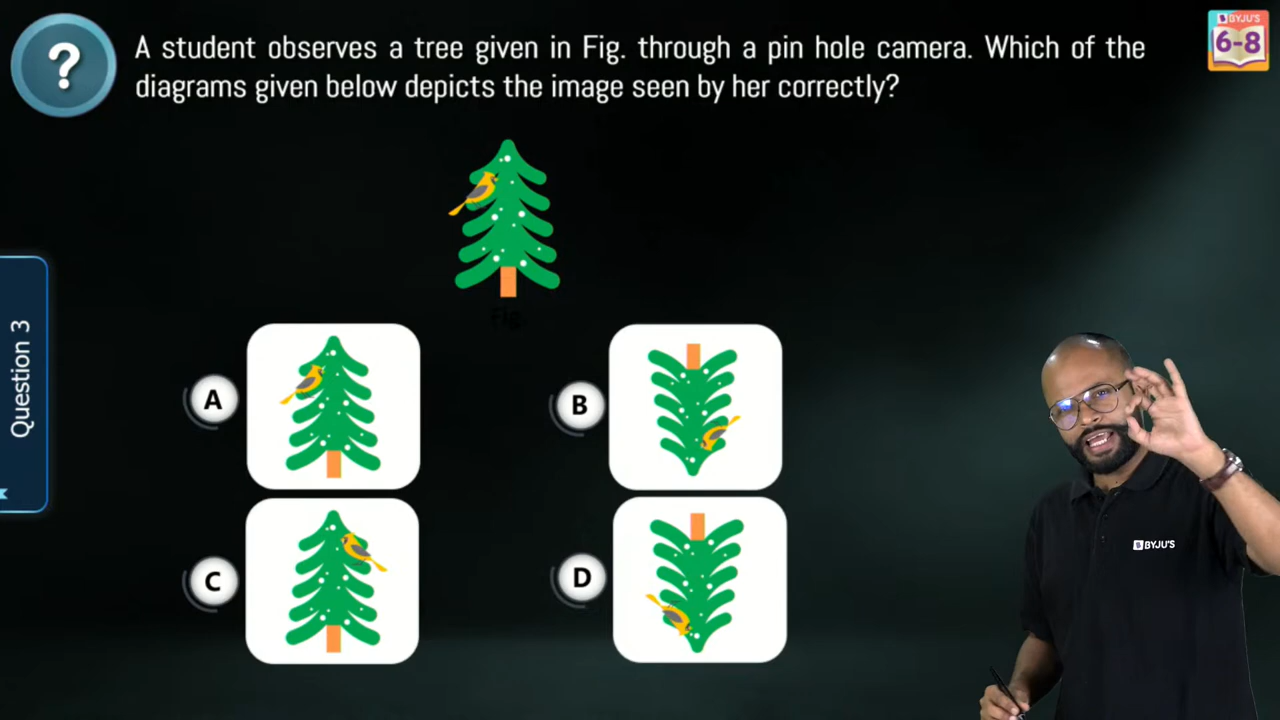 ?
A student observes a tree given in Fig. through a pin hole camera. Which of the
diagrams given below depicts the image seen by her correctly?
BYJU'S
6-8
Fig.
Question 3
A
B
C
D
BYJU'S